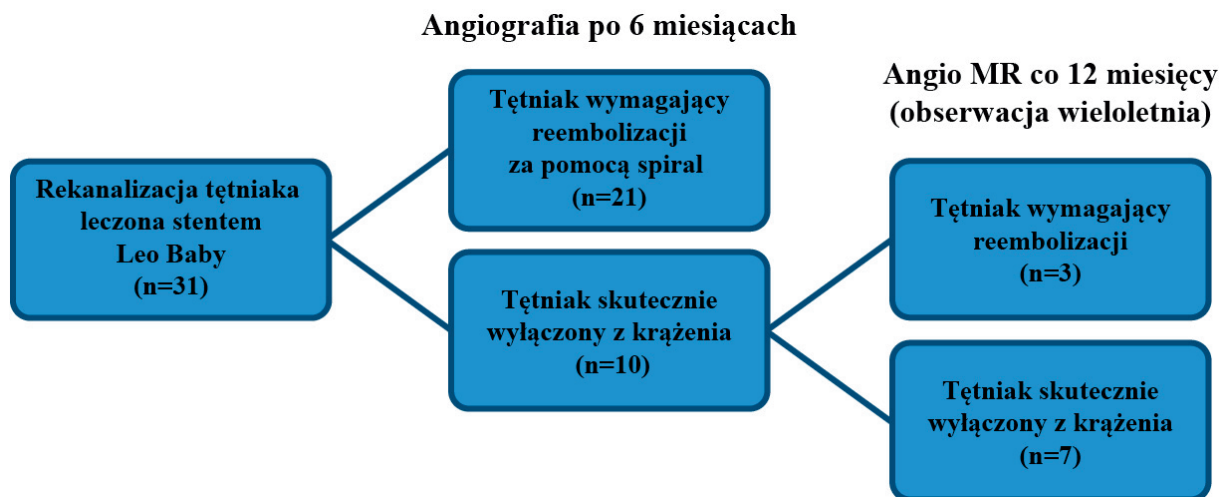 Angiografia po 6 miesiącach
Angio MR co 12 miesięcy
(obserwacja wieloletnia)
Rekanalizacja tętniaka
leczona stentem
Leo Baby
(n=31)
Tętniak wymagający
reembolizacji
za pomocą spiral
(n=21)
Tętniak skutecznie
wyłączony z krążenia
(n=10)
Tętniak wymagający
reembolizacji
(n=3)
Tętniak skutecznie
wyłączony z krążenia
(n=7)